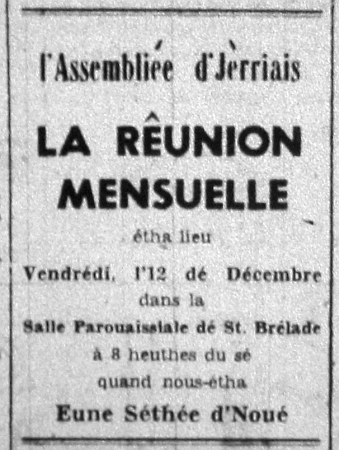 l'Assembliée d'Jèrriais
LA RÊUNION
MENSUELLE
étha lieu
Vendrédi, l'12 dé Décembre
dans la
Salle Parouaissiale dé St. Brélade
à 8 heuthes du sé
quand nous-étha
Eune Séthée d'Noué